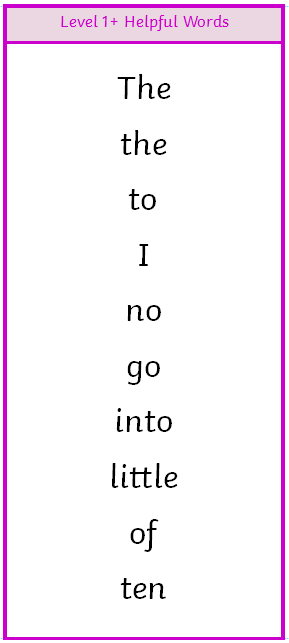 Level 1+ Helpful Words
The
the
to
I
no
go
into
little
of
ten